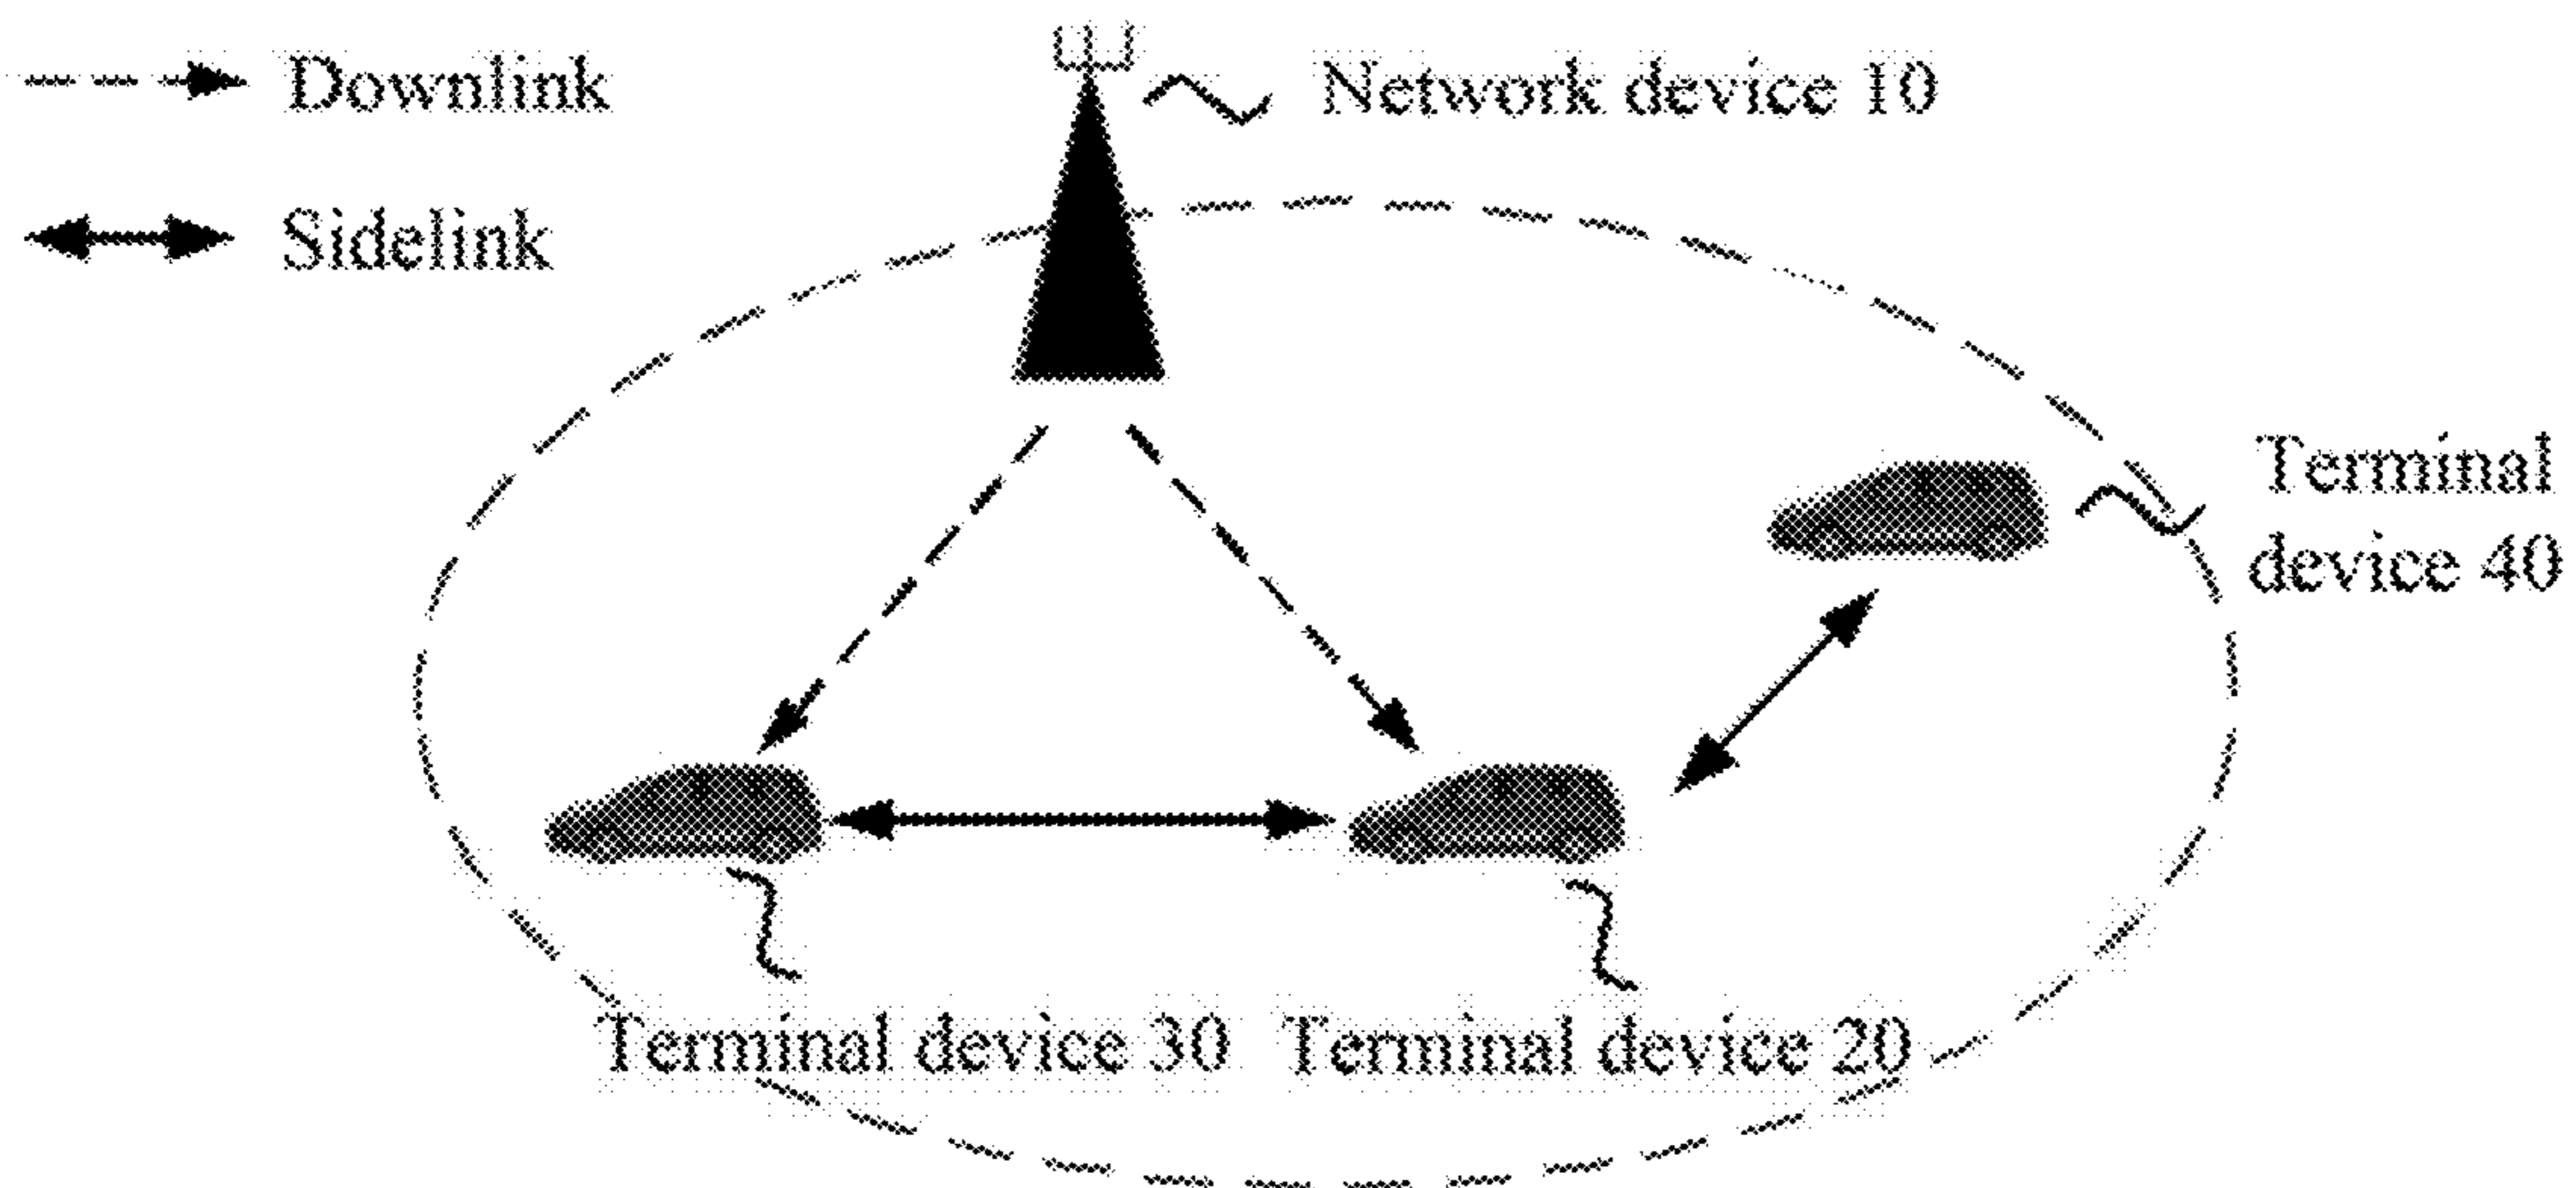 Downlink
Network device 10
Sidelink
Terminal
device 40
Terminal device 30
Terminal device 20